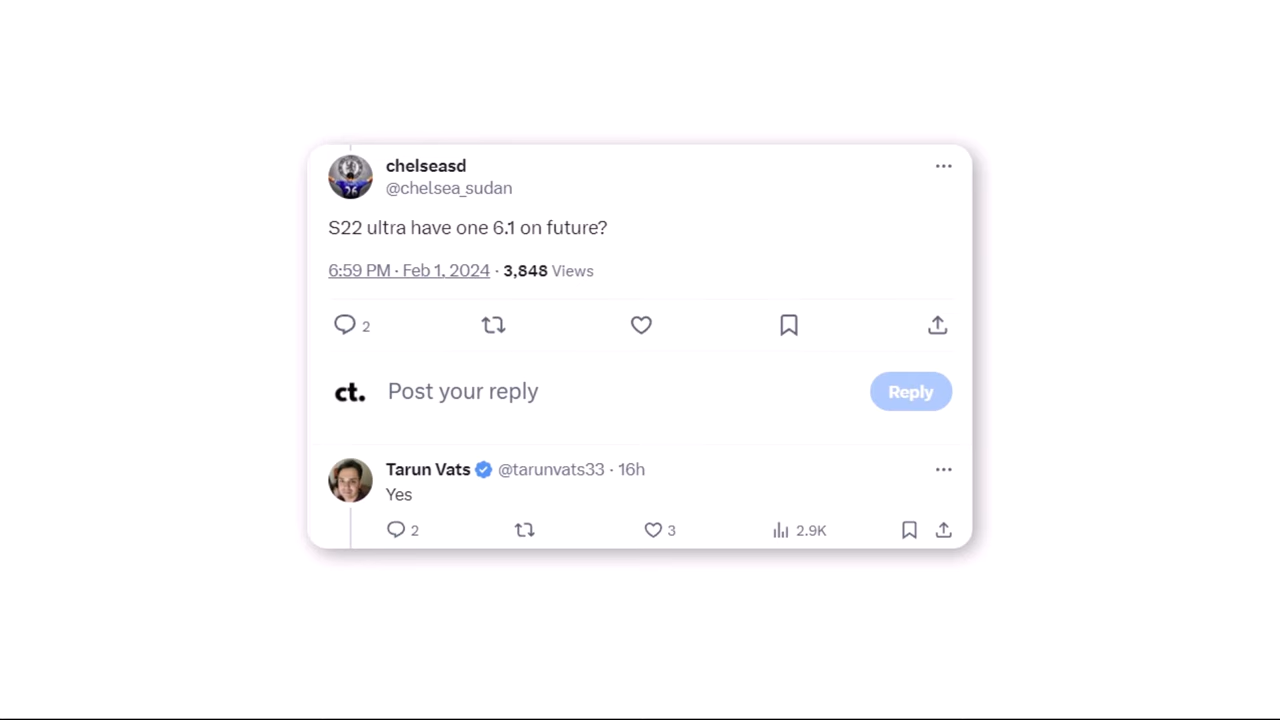 chelseasd
@chelsea_sudan
S22 ultra have one 6.1 on future?
6:59 PM · Feb 1, 2024 · 3,848 Views
2
ct. Post your reply Reply
Tarun Vats @tarunvats33 · 16h
Yes
2 3 2.9K